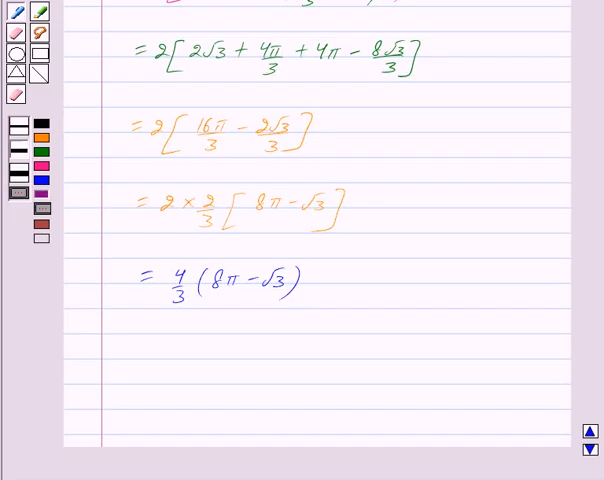 = 2 [ 2√3 + 4π/3 + 4π - 8√3/3 ]
= 2 [ 16π/3 - 2√3/3 ]
= 2 × 2/3 [ 8π - √3 ]
= 4/3 ( 8π - √3 )